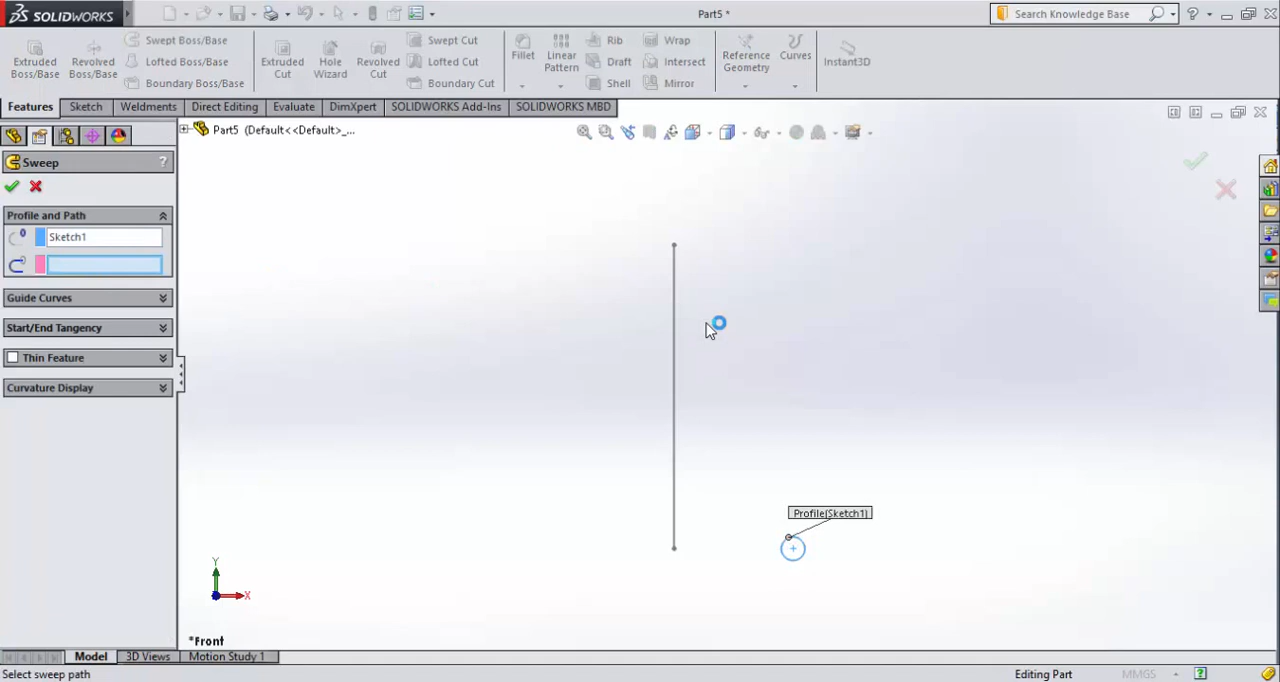 SOLIDWORKS
Part5 *
Search Knowledge Base
Extruded Boss/Base
Revolved Boss/Base
Swept Boss/Base
Lofted Boss/Base
Boundary Boss/Base
Extruded Cut
Hole Wizard
Revolved Cut
Swept Cut
Lofted Cut
Boundary Cut
Fillet
Linear Pattern
Rib
Draft
Shell
Wrap
Intersect
Mirror
Reference Geometry
Curves
Instant3D
Features
Sketch
Weldments
Direct Editing
Evaluate
DimXpert
SOLIDWORKS Add-Ins
SOLIDWORKS MBD
Part5 (Default<<Default>_...
Sweep
?
Profile and Path
Sketch1
Guide Curves
Start/End Tangency
Thin Feature
Curvature Display
Profile(Sketch1)
Y
X
*Front
Model
3D Views
Motion Study 1
Select sweep path
Editing Part
MMGS
?